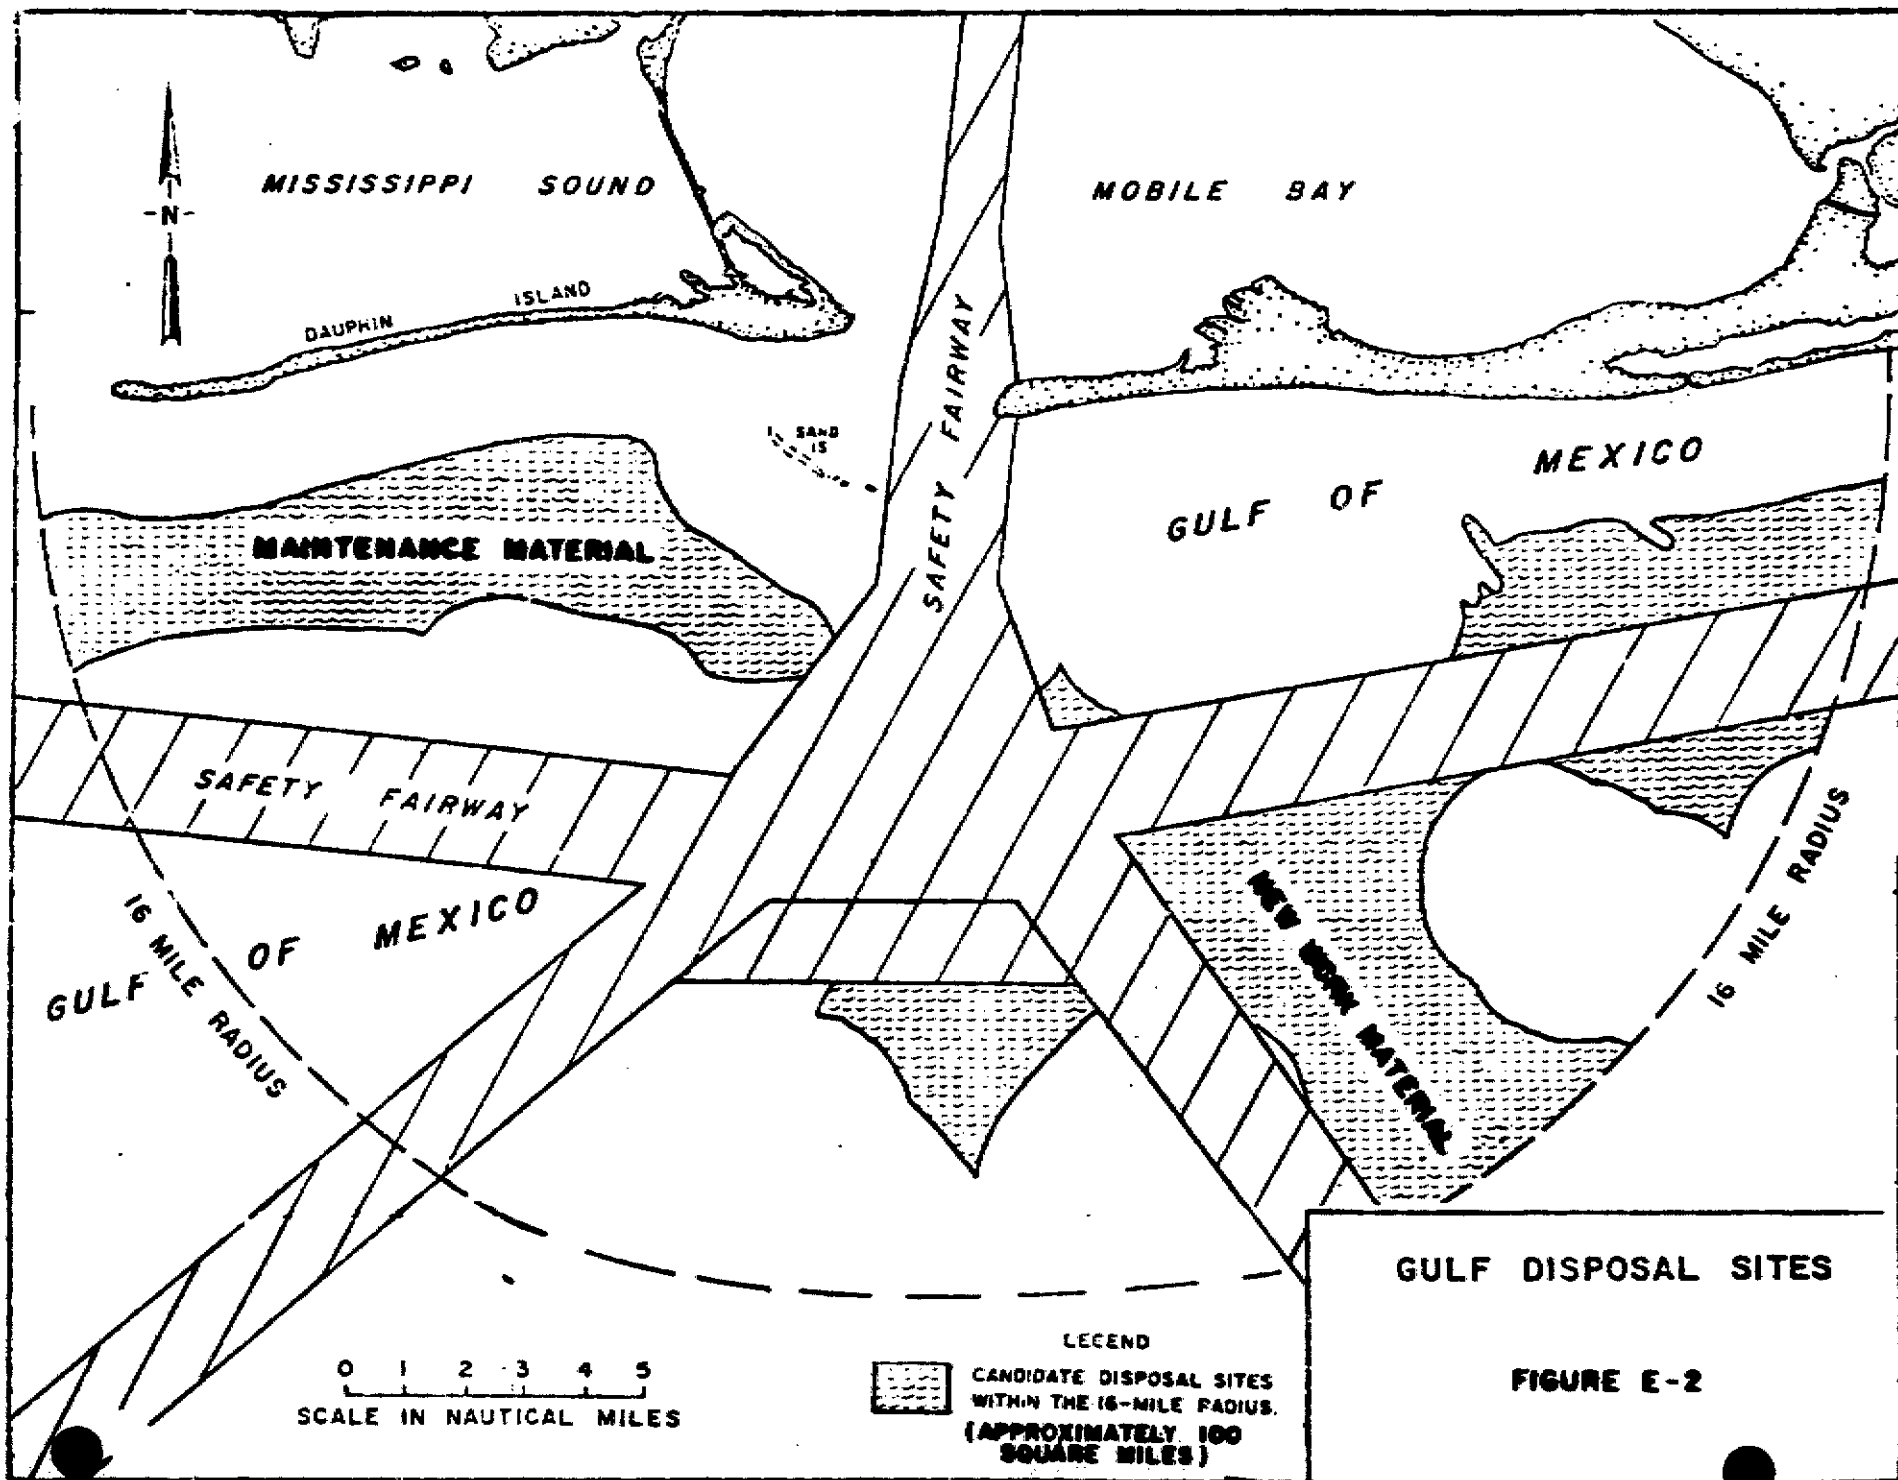 -N-
MISSISSIPPI SOUND
MOBILE BAY
DAUPHIN ISLAND
SAFETY FAIRWAY
SAND
IS
GULF OF MEXICO
MAINTENANCE MATERIAL
SAFETY FAIRWAY
16 MILE RADIUS
GULF OF MEXICO
16 MILE RADIUS
NEW WORK MATERIAL
0 1 2 3 4 5
SCALE IN NAUTICAL MILES
LEGEND
CANDIDATE DISPOSAL SITES
WITHIN THE 16-MILE RADIUS.
(APPROXIMATELY 100
SQUARE MILES)
GULF DISPOSAL SITES
FIGURE E-2